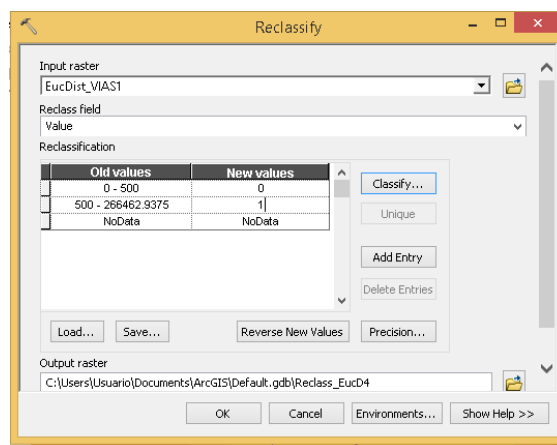 Reclassify
Input raster
EucDist_VIAS1
Reclass field
Value
Reclassification
Old values New values
0 - 500 0
500 - 266462.9375 1
NoData NoData
Classify...
Unique
Add Entry
Delete Entries
Load... Save... Reverse New Values Precision...
Output raster
C:\Users\Usuario\Documents\ArcGIS\Default.gdb\Reclass_EucD4
OK Cancel Environments... Show Help >>